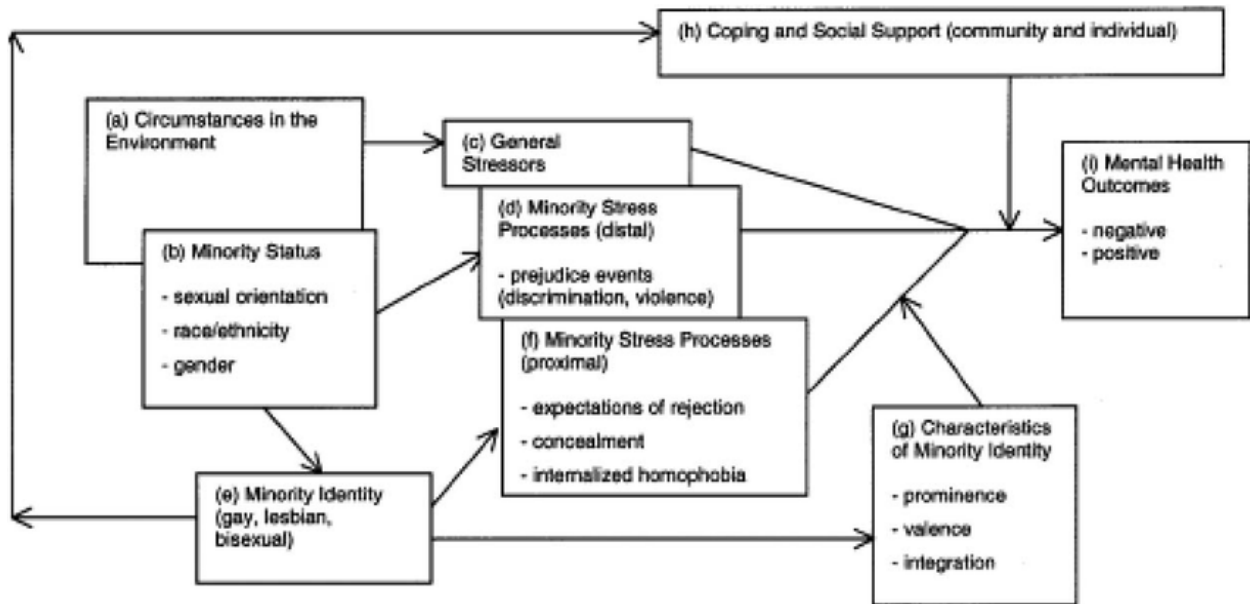 (h) Coping and Social Support (community and individual)
(a) Circumstances in the
Environment
(c) General
Stressors
(i) Mental Health
Outcomes
- negative
- positive
(d) Minority Stress
Processes (distal)
- prejudice events
(discrimination, violence)
(b) Minority Status
- sexual orientation
- race/ethnicity
- gender
(f) Minority Stress Processes
(proximal)
- expectations of rejection
- concealment
- internalized homophobia
(g) Characteristics
of Minority Identity
- prominence
- valence
- integration
(e) Minority Identity
(gay, lesbian,
bisexual)